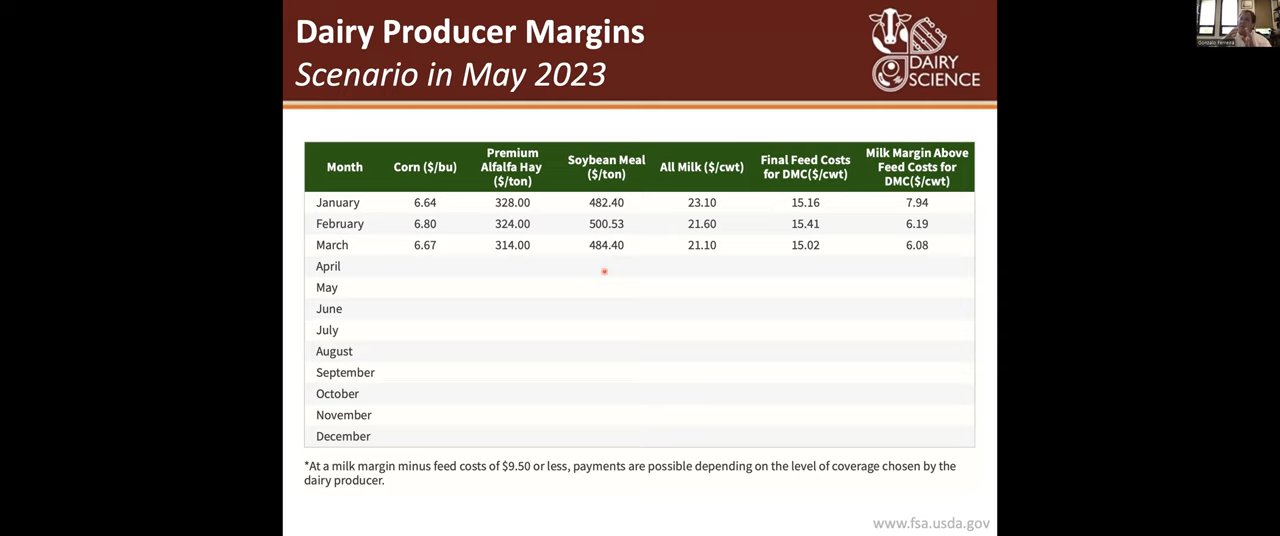 Dairy Producer Margins
Scenario in May 2023
DAIRY
SCIENCE
Gonzalo Ferreira
Month Corn ($/bu) Premium Alfalfa Hay ($/ton) Soybean Meal ($/ton) All Milk ($/cwt) Final Feed Costs for DMC($/cwt) Milk Margin Above Feed Costs for DMC($/cwt)
January 6.64 328.00 482.40 23.10 15.16 7.94
February 6.80 324.00 500.53 21.60 15.41 6.19
March 6.67 314.00 484.40 21.10 15.02 6.08
April
May
June
July
August
September
October
November
December
*At a milk margin minus feed costs of $9.50 or less, payments are possible depending on the level of coverage chosen by the
dairy producer.
www.fsa.usda.gov